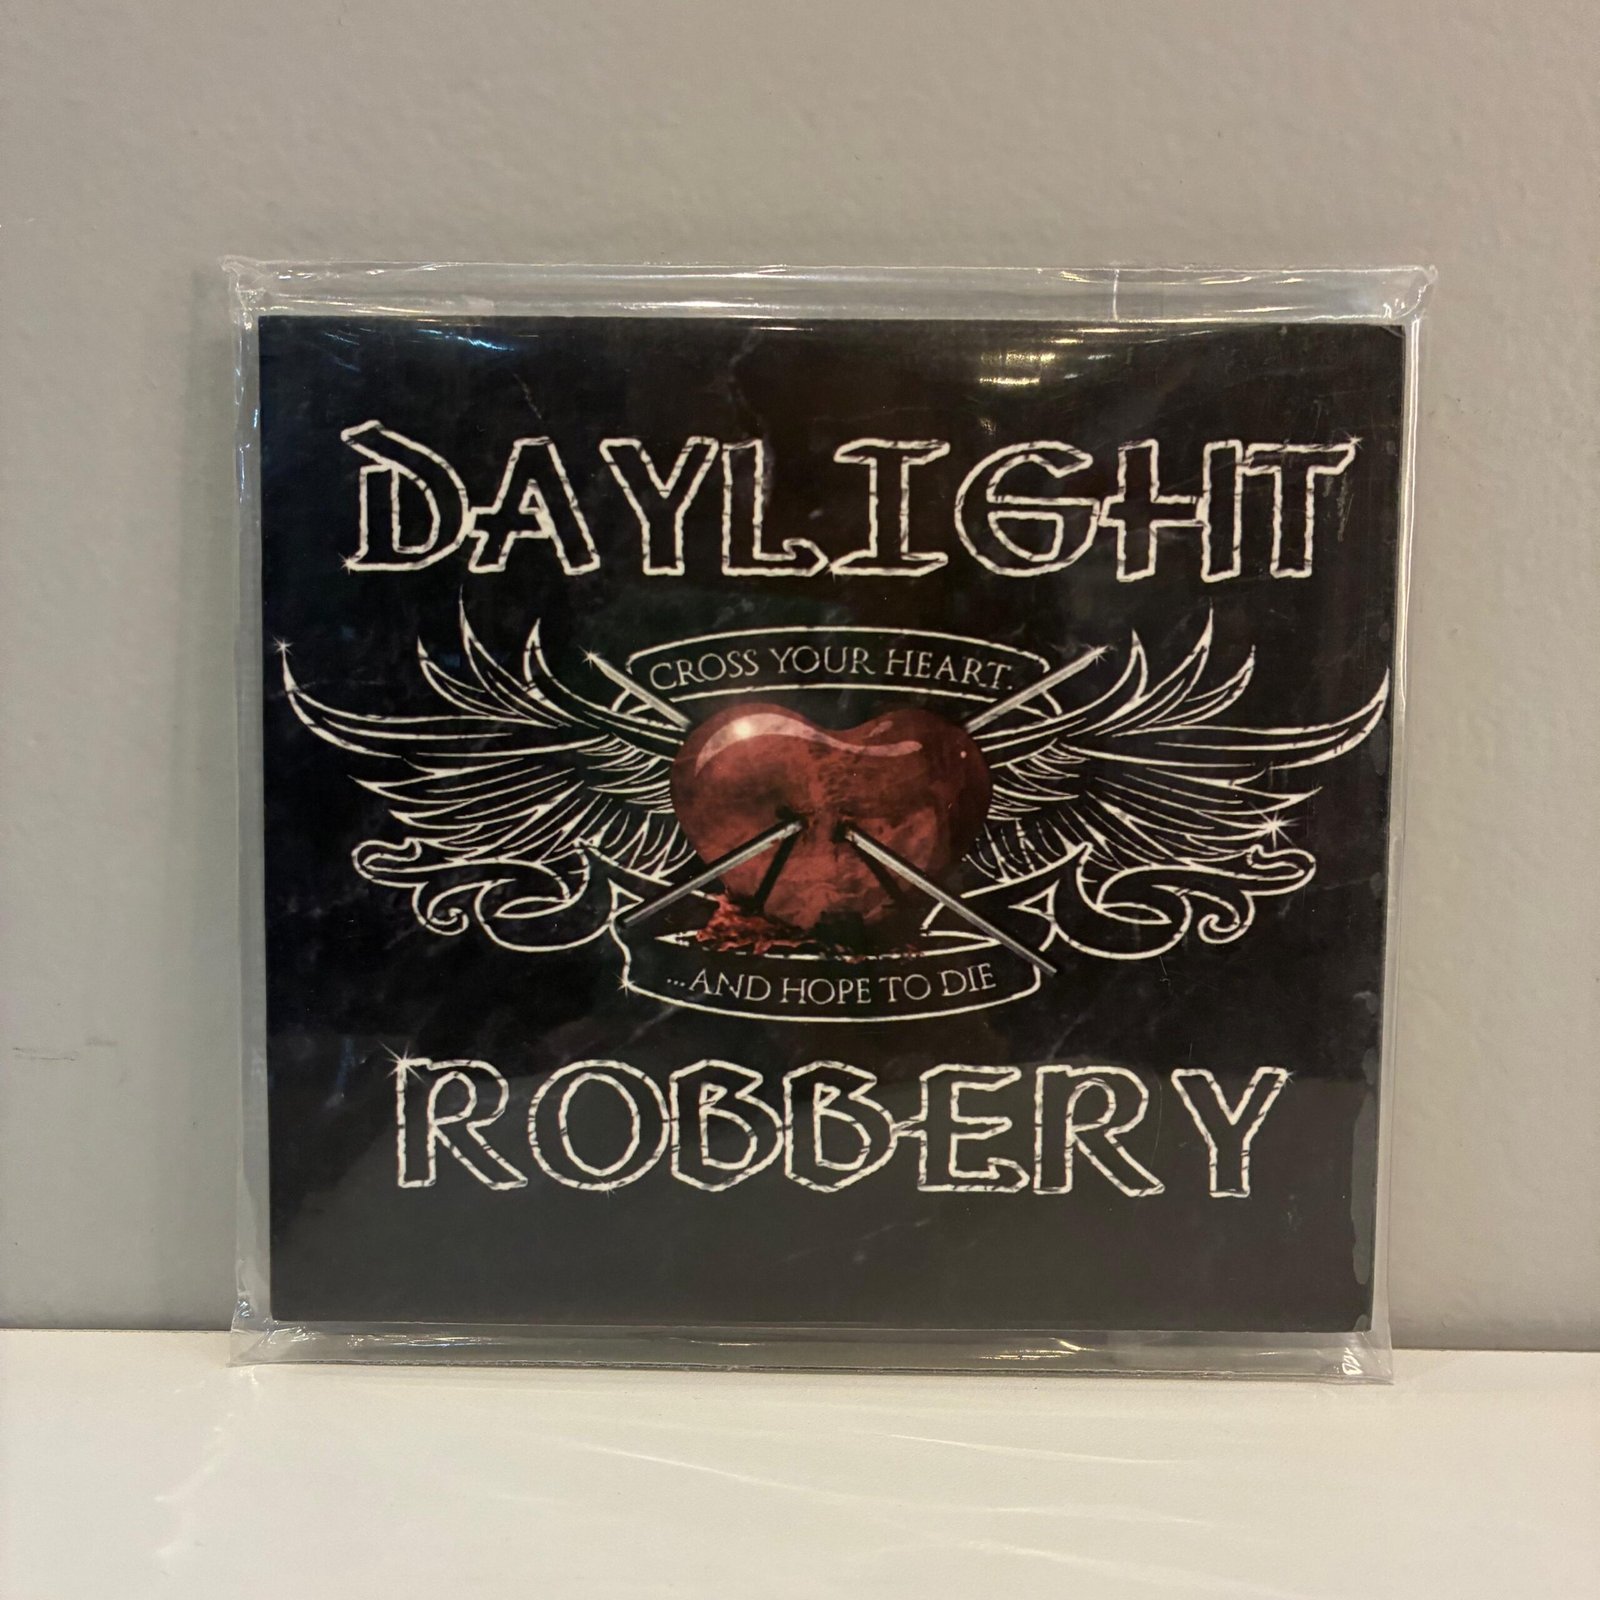 DAYLIGHT
CROSS YOUR HEART.
...AND HOPE TO DIE
ROBBERY